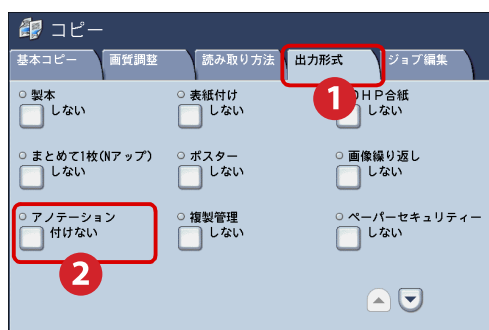 コピー
基本コピー 画質調整 読み取り方法 出力形式 ジョブ編集
製本 表紙付け HP合紙
しない しない しない
1
まとめて1枚(Nアップ) ポスター 画像繰り返し
しない しない しない
アノテーション 複製管理 ペーパーセキュリティー
付けない しない しない
2